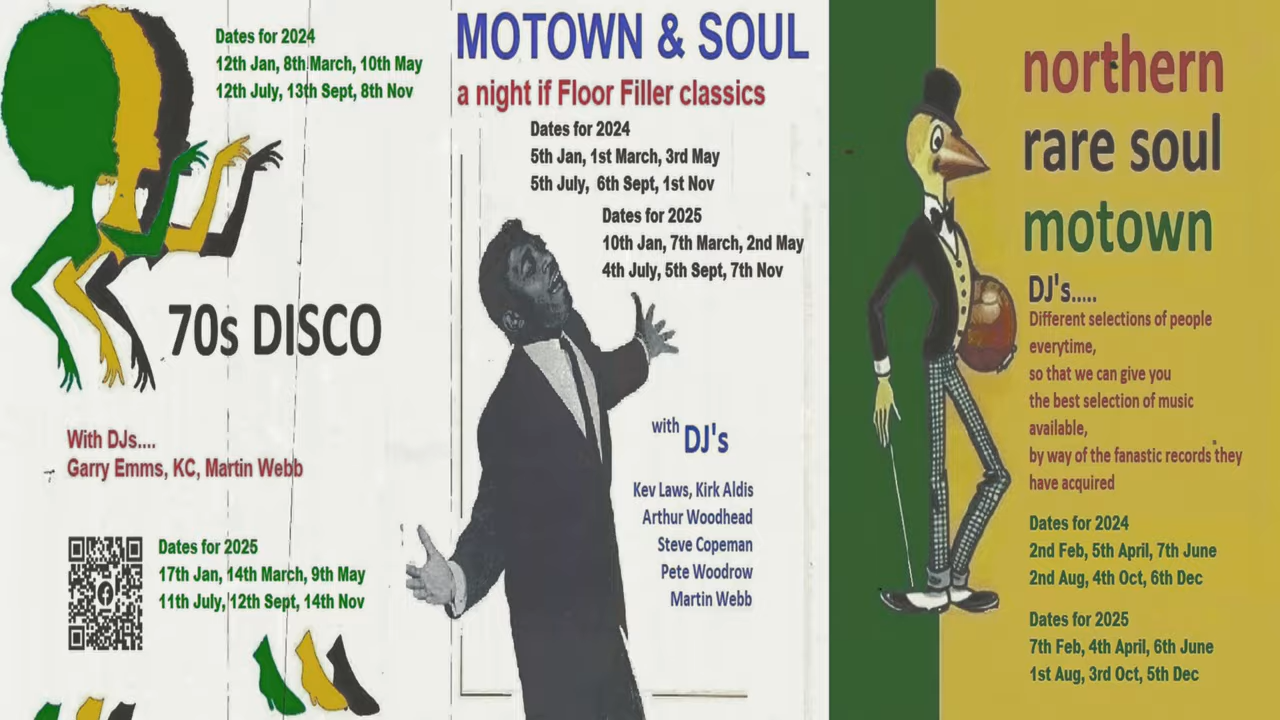 Dates for 2024
12th Jan, 8th March, 10th May
12th July, 13th Sept, 8th Nov
70s DISCO
With DJs....
Garry Emms, KC, Martin Webb
Dates for 2025
17th Jan, 14th March, 9th May
11th July, 12th Sept, 14th Nov
MOTOWN & SOUL
a night if Floor Filler classics
Dates for 2024
5th Jan, 1st March, 3rd May
5th July, 6th Sept, 1st Nov
Dates for 2025
10th Jan, 7th March, 2nd May
4th July, 5th Sept, 7th Nov
with DJ's
Kev Laws, Kirk Aldis
Arthur Woodhead
Steve Copeman
Pete Woodrow
Martin Webb
northern
rare soul
motown
DJ's.....
Different selections of people
everytime,
so that we can give you
the best selection of music
available,
by way of the fanastic records they
have acquired
Dates for 2024
2nd Feb, 5th April, 7th June
2nd Aug, 4th Oct, 6th Dec
Dates for 2025
7th Feb, 4th April, 6th June
1st Aug, 3rd Oct, 5th Dec